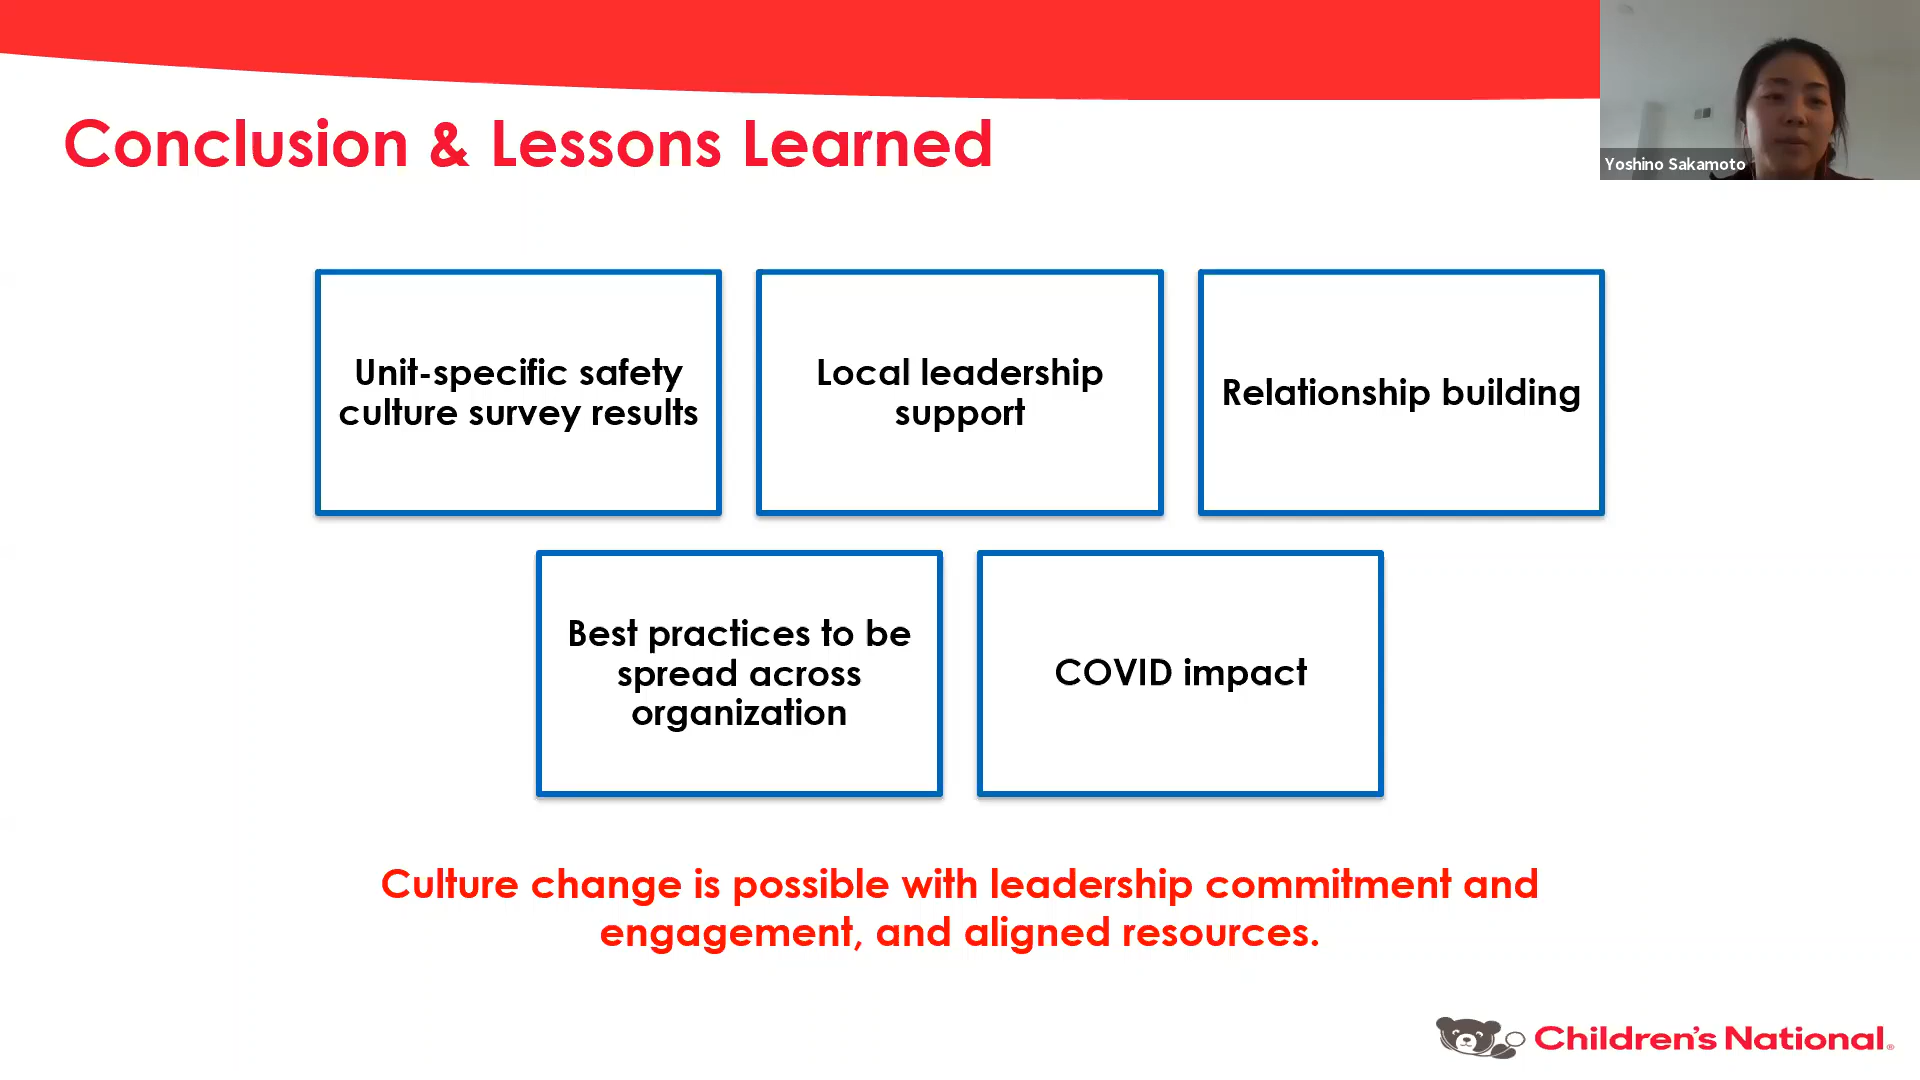 Conclusion & Lessons Learned
Yoshino Sakamoto
Unit-specific safety
culture survey results
Local leadership
support
Relationship building
Best practices to be
spread across
organization
COVID impact
Culture change is possible with leadership commitment and
engagement, and aligned resources.
Children's National®